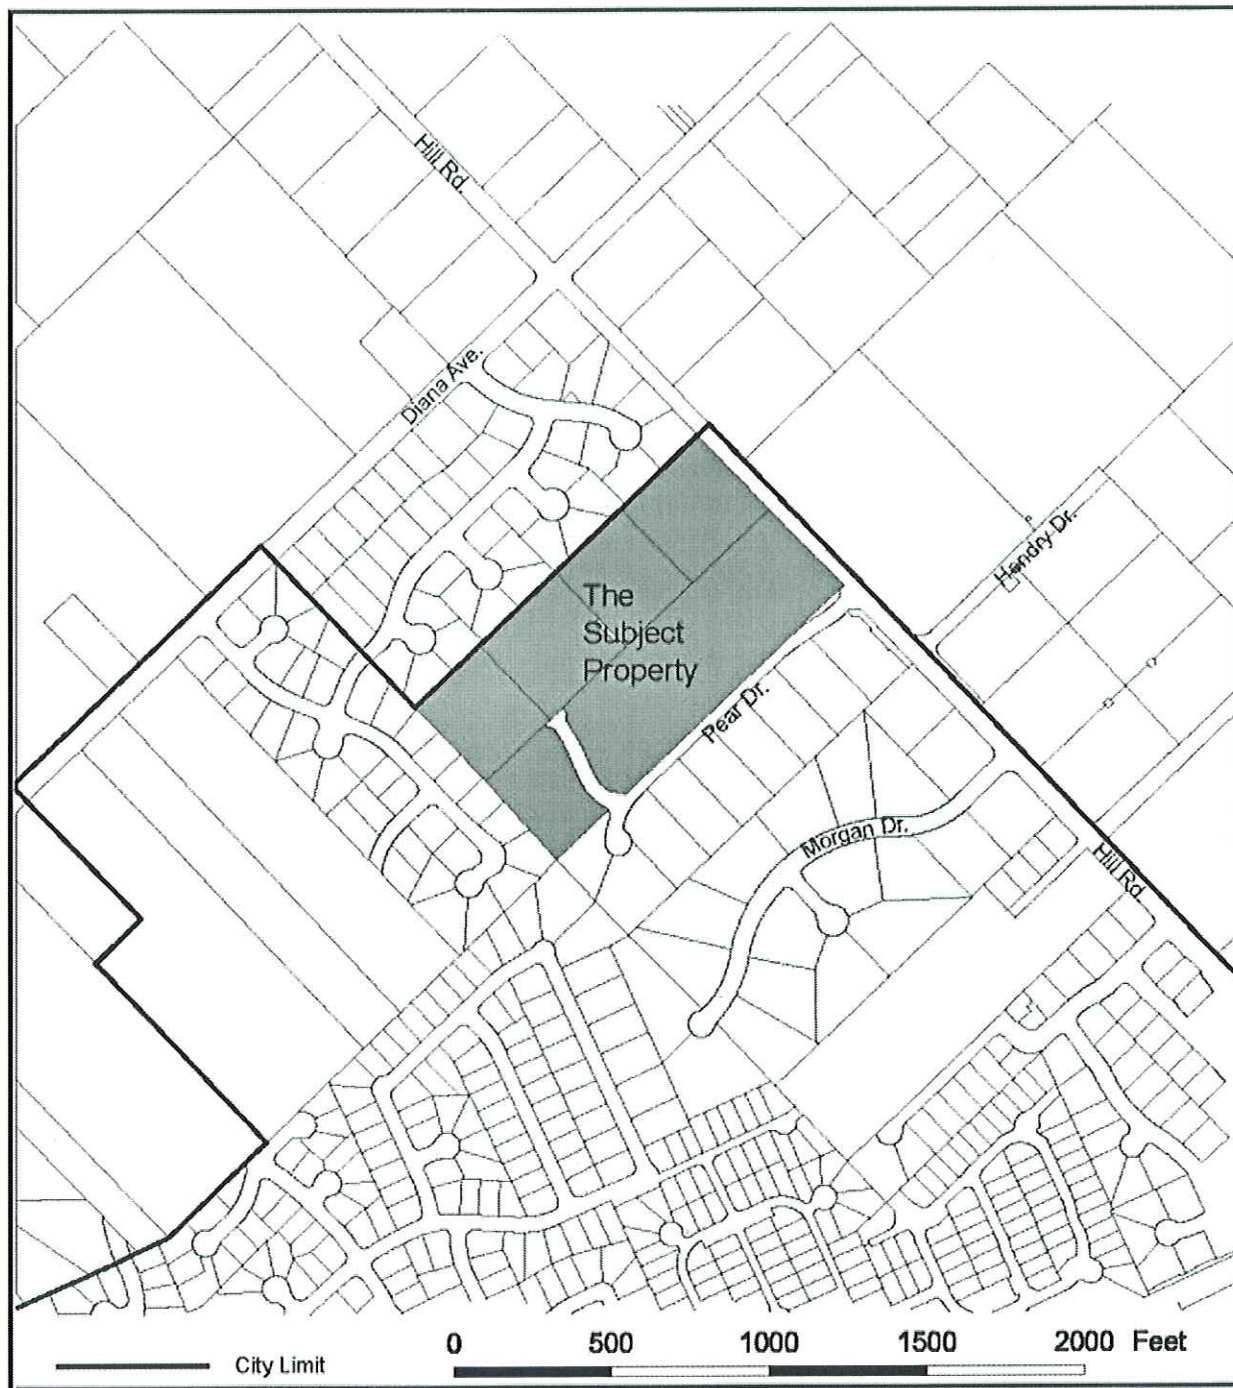 Hill Rd.
Diana Ave.
Hendry Dr.
The
Subject
Property
Pear Dr.
Morgan Dr.
Hill Rd.
0 500 1000 1500 2000 Feet
City Limit